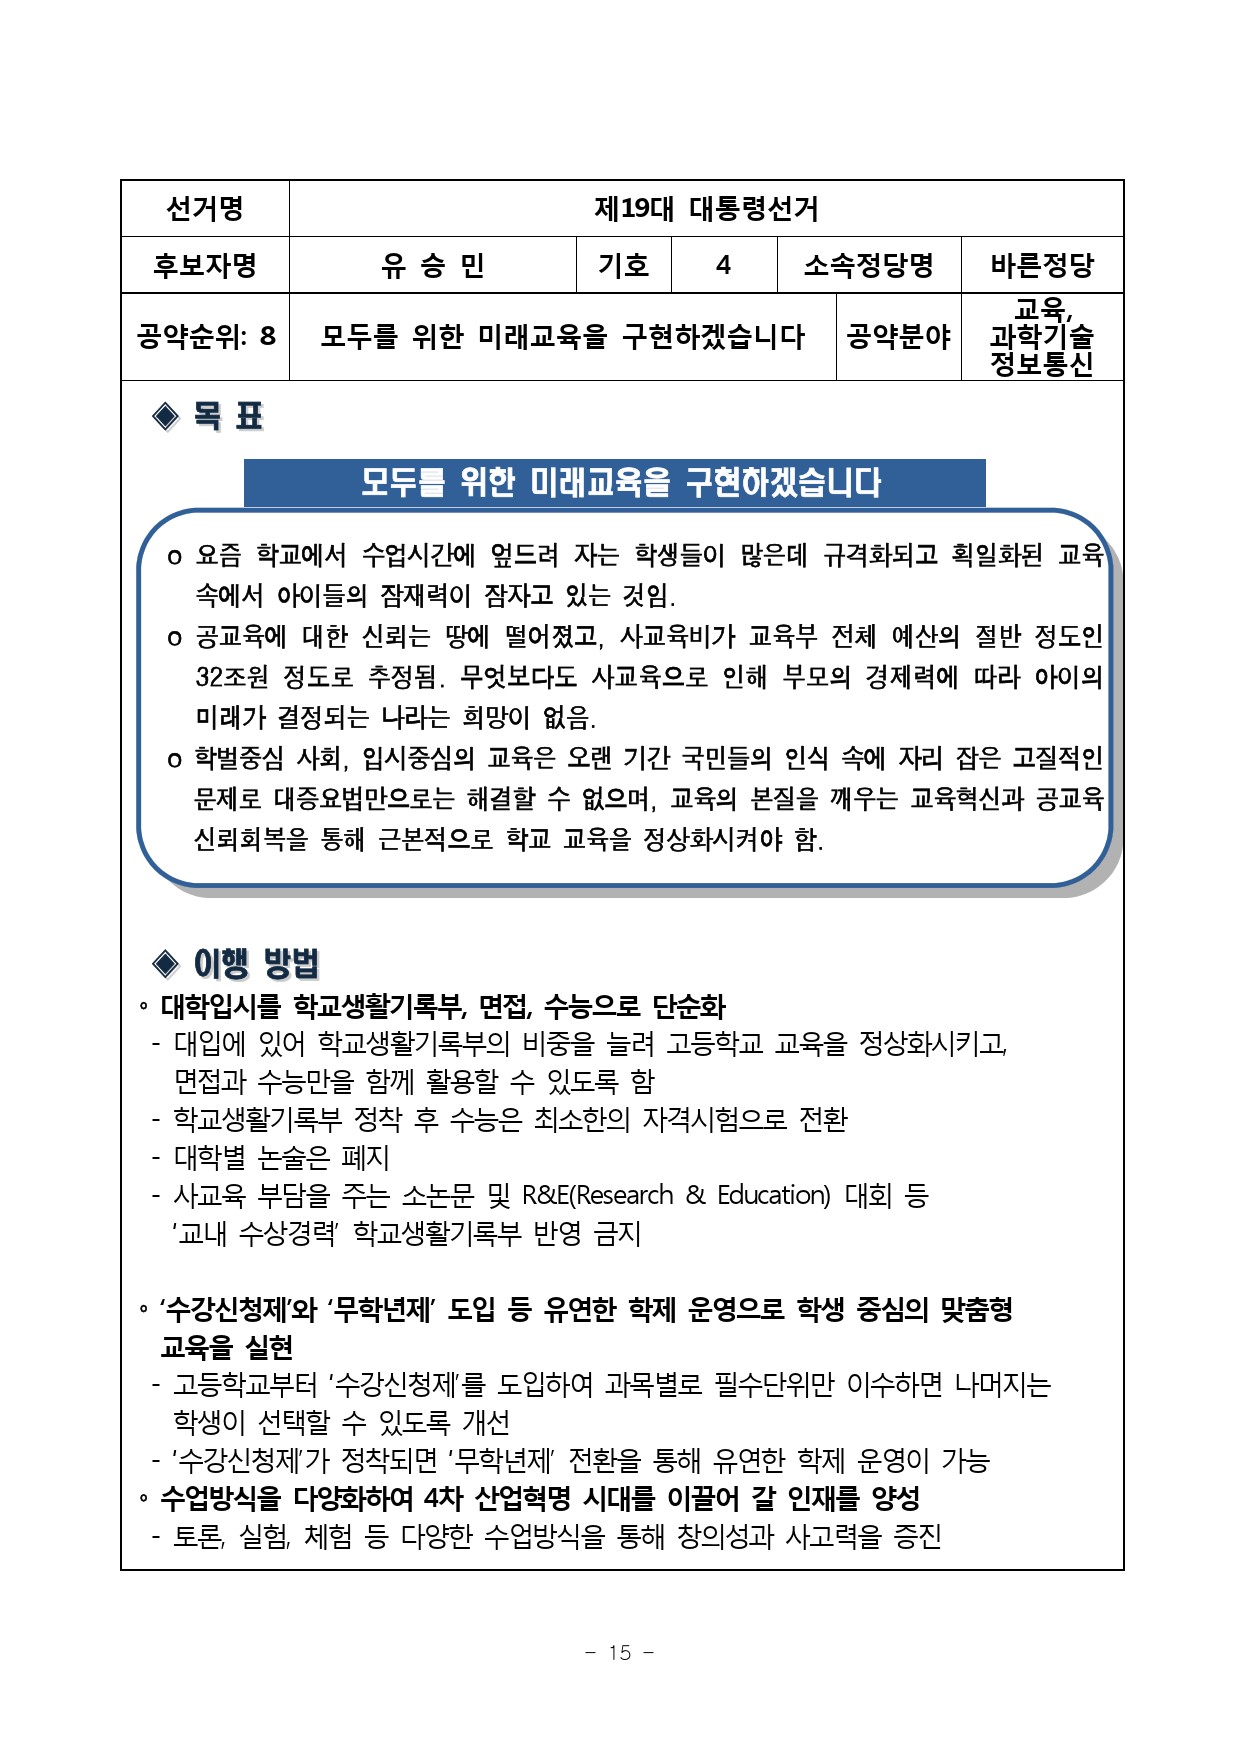 선거명 제19대 대통령선거
후보자명 유 승 민 기호 4 소속정당명 바른정당
공약순위: 8 모두를 위한 미래교육을 구현하겠습니다 공약분야 교육,
과학기술
정보통신
◈ 목 표
모두를 위한 미래교육을 구현하겠습니다
o 요즘 학교에서 수업시간에 엎드려 자는 학생들이 많은데 규격화되고 획일화된 교육
속에서 아이들의 잠재력이 잠자고 있는 것임.
o 공교육에 대한 신뢰는 땅에 떨어졌고, 사교육비가 교육부 전체 예산의 절반 정도인
32조원 정도로 추정됨. 무엇보다도 사교육으로 인해 부모의 경제력에 따라 아이의
미래가 결정되는 나라는 희망이 없음.
o 학벌중심 사회, 입시중심의 교육은 오랜 기간 국민들의 인식 속에 자리 잡은 고질적인
문제로 대증요법만으로는 해결할 수 없으며, 교육의 본질을 깨우는 교육혁신과 공교육
신뢰회복을 통해 근본적으로 학교 교육을 정상화시켜야 함.
◈ 이행 방법
∘ 대학입시를 학교생활기록부, 면접, 수능으로 단순화
- 대입에 있어 학교생활기록부의 비중을 늘려 고등학교 교육을 정상화시키고,
면접과 수능만을 함께 활용할 수 있도록 함
- 학교생활기록부 정착 후 수능은 최소한의 자격시험으로 전환
- 대학별 논술은 폐지
- 사교육 부담을 주는 소논문 및 R&E(Research & Education) 대회 등
'교내 수상경력' 학교생활기록부 반영 금지
∘ '수강신청제'와 '무학년제' 도입 등 유연한 학제 운영으로 학생 중심의 맞춤형
교육을 실현
- 고등학교부터 '수강신청제'를 도입하여 과목별로 필수단위만 이수하면 나머지는
학생이 선택할 수 있도록 개선
- '수강신청제'가 정착되면 '무학년제' 전환을 통해 유연한 학제 운영이 가능
∘ 수업방식을 다양화하여 4차 산업혁명 시대를 이끌어 갈 인재를 양성
- 토론, 실험, 체험 등 다양한 수업방식을 통해 창의성과 사고력을 증진
- 15 -